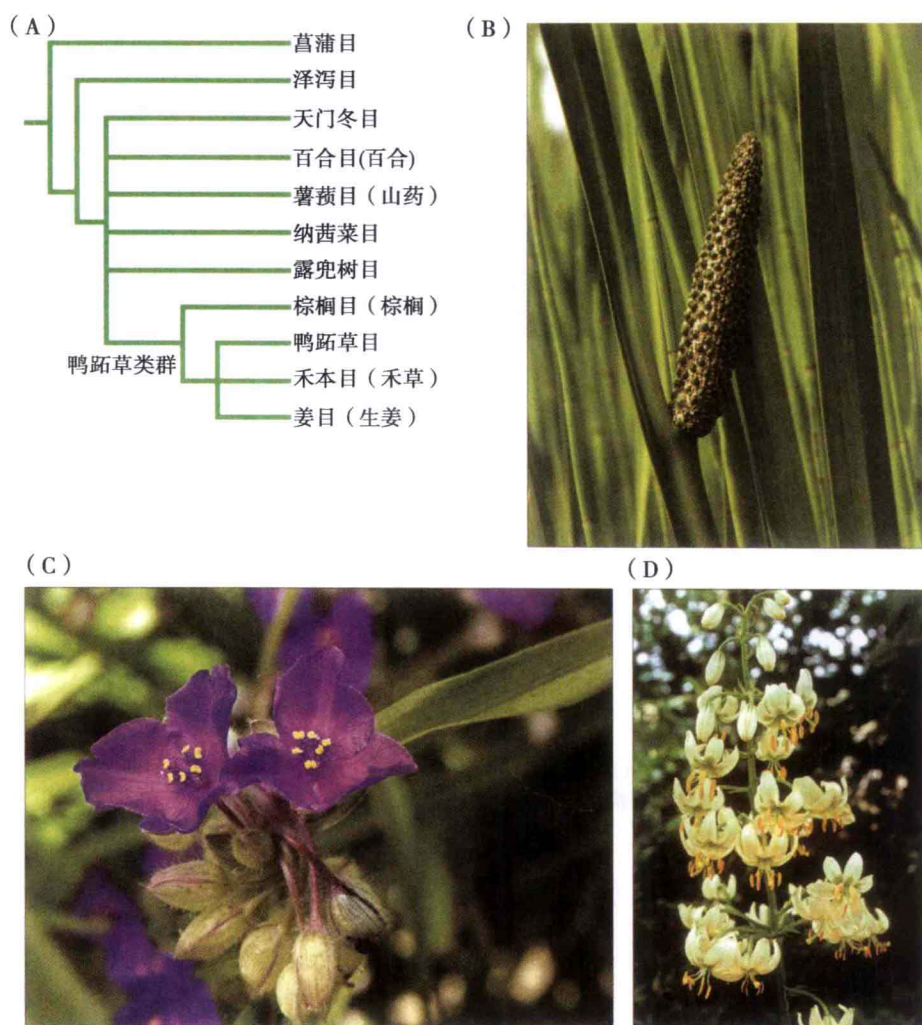 （A）
菖蒲目
泽泻目
天门冬目
百合目(百合)
薯蓣目（山药）
纳茜菜目
露兜树目
棕榈目（棕榈）
鸭跖草类群
鸭跖草目
禾本目（禾草）
姜目（生姜）
（B）
（C）
（D）